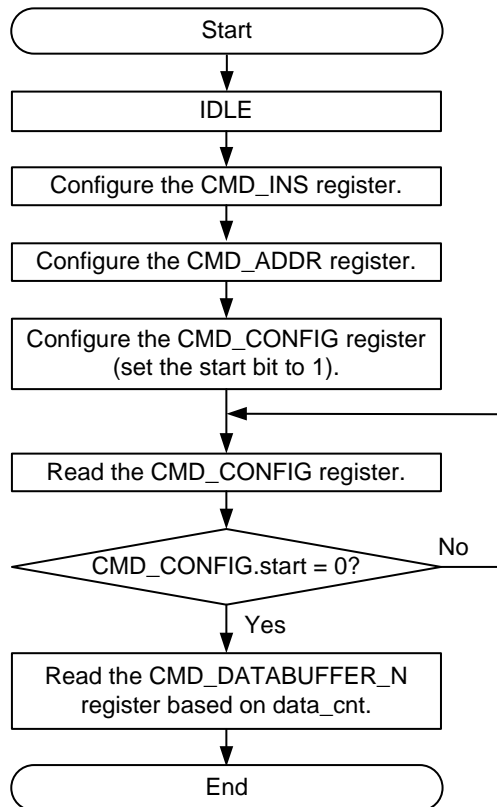 Start
IDLE
Configure the CMD_INS register.
Configure the CMD_ADDR register.
Configure the CMD_CONFIG register
(set the start bit to 1).
Read the CMD_CONFIG register.
CMD_CONFIG.start = 0?
No
Yes
Read the CMD_DATABUFFER_N
register based on data_cnt.
End